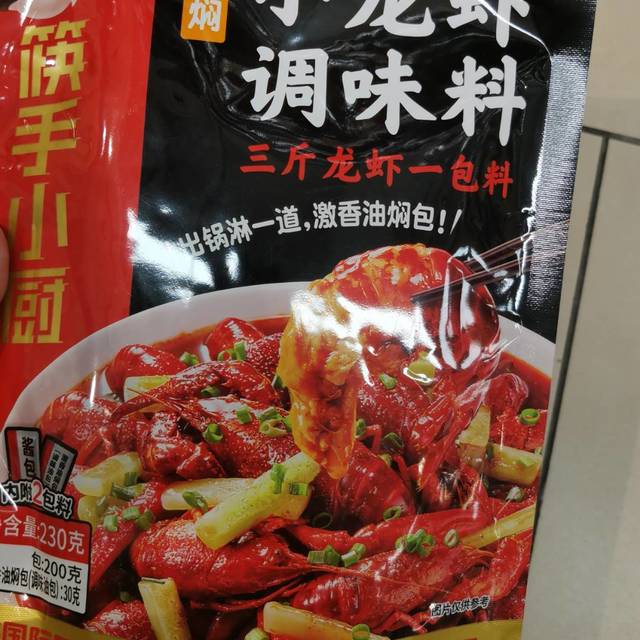 筷手小厨
焖
小龙虾
调味料
三斤龙虾一包料
出锅淋一道,激香油焖包!
酱包
内附2包料
含量:230克
包:200克
油焖包(调味油包):30克
图片仅供参考
国际